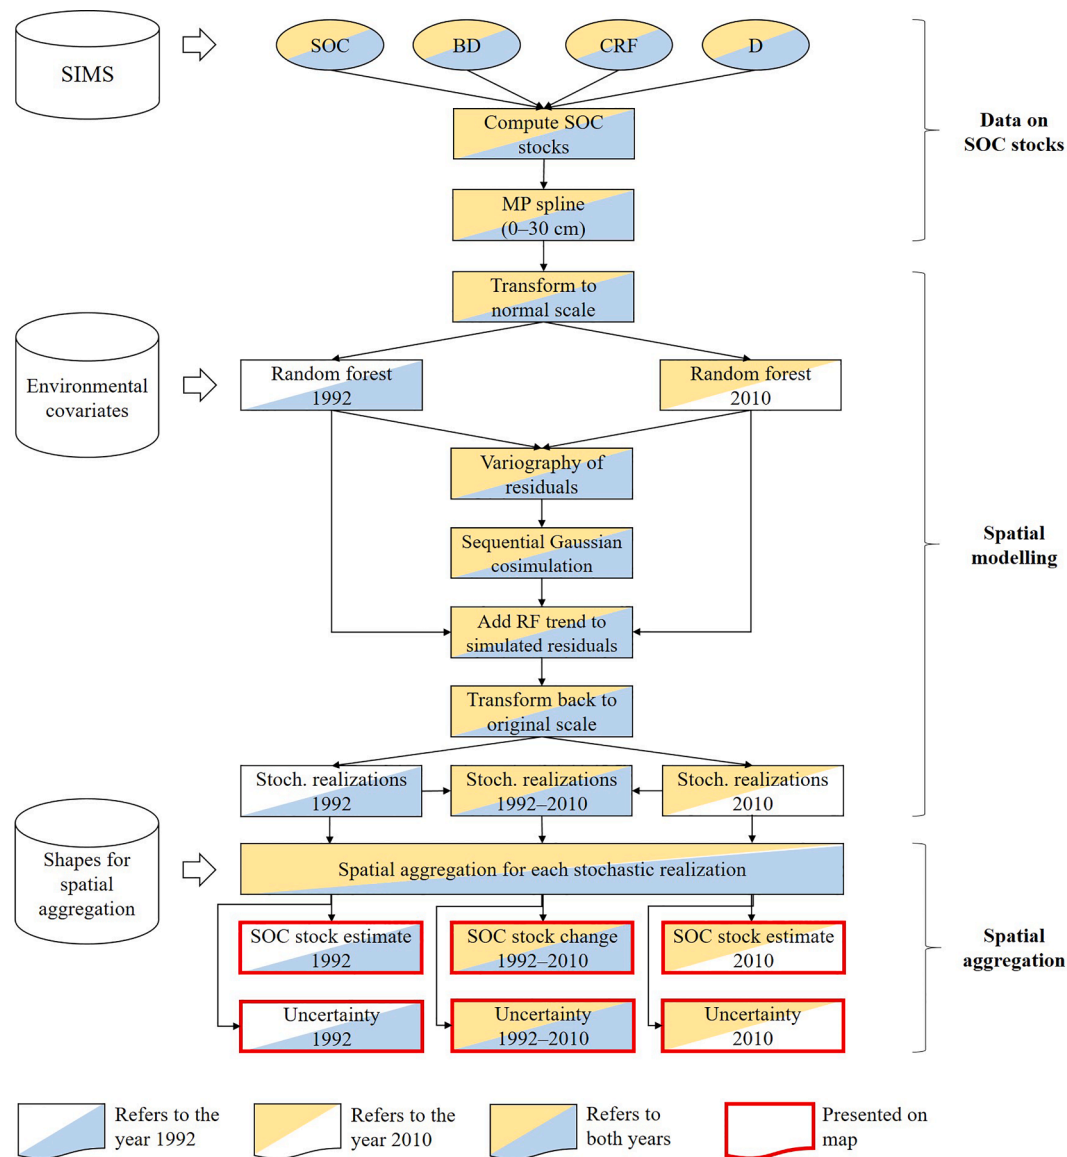 SIMS
SOC
BD
CRF
D
Compute SOC
stocks
MP spline
(0–30 cm)
Data on
SOC stocks
Transform to
normal scale
Environmental
covariates
Random forest
1992
Random forest
2010
Variography of
residuals
Sequential Gaussian
cosimulation
Add RF trend to
simulated residuals
Transform back to
original scale
Stoch. realizations
1992
Stoch. realizations
1992–2010
Stoch. realizations
2010
Spatial
modelling
Shapes for
spatial
aggregation
Spatial aggregation for each stochastic realization
SOC stock estimate
1992
SOC stock change
1992–2010
SOC stock estimate
2010
Uncertainty
1992
Uncertainty
1992–2010
Uncertainty
2010
Spatial
aggregation
Refers to the
year 1992
Refers to the
year 2010
Refers to
both years
Presented on
map